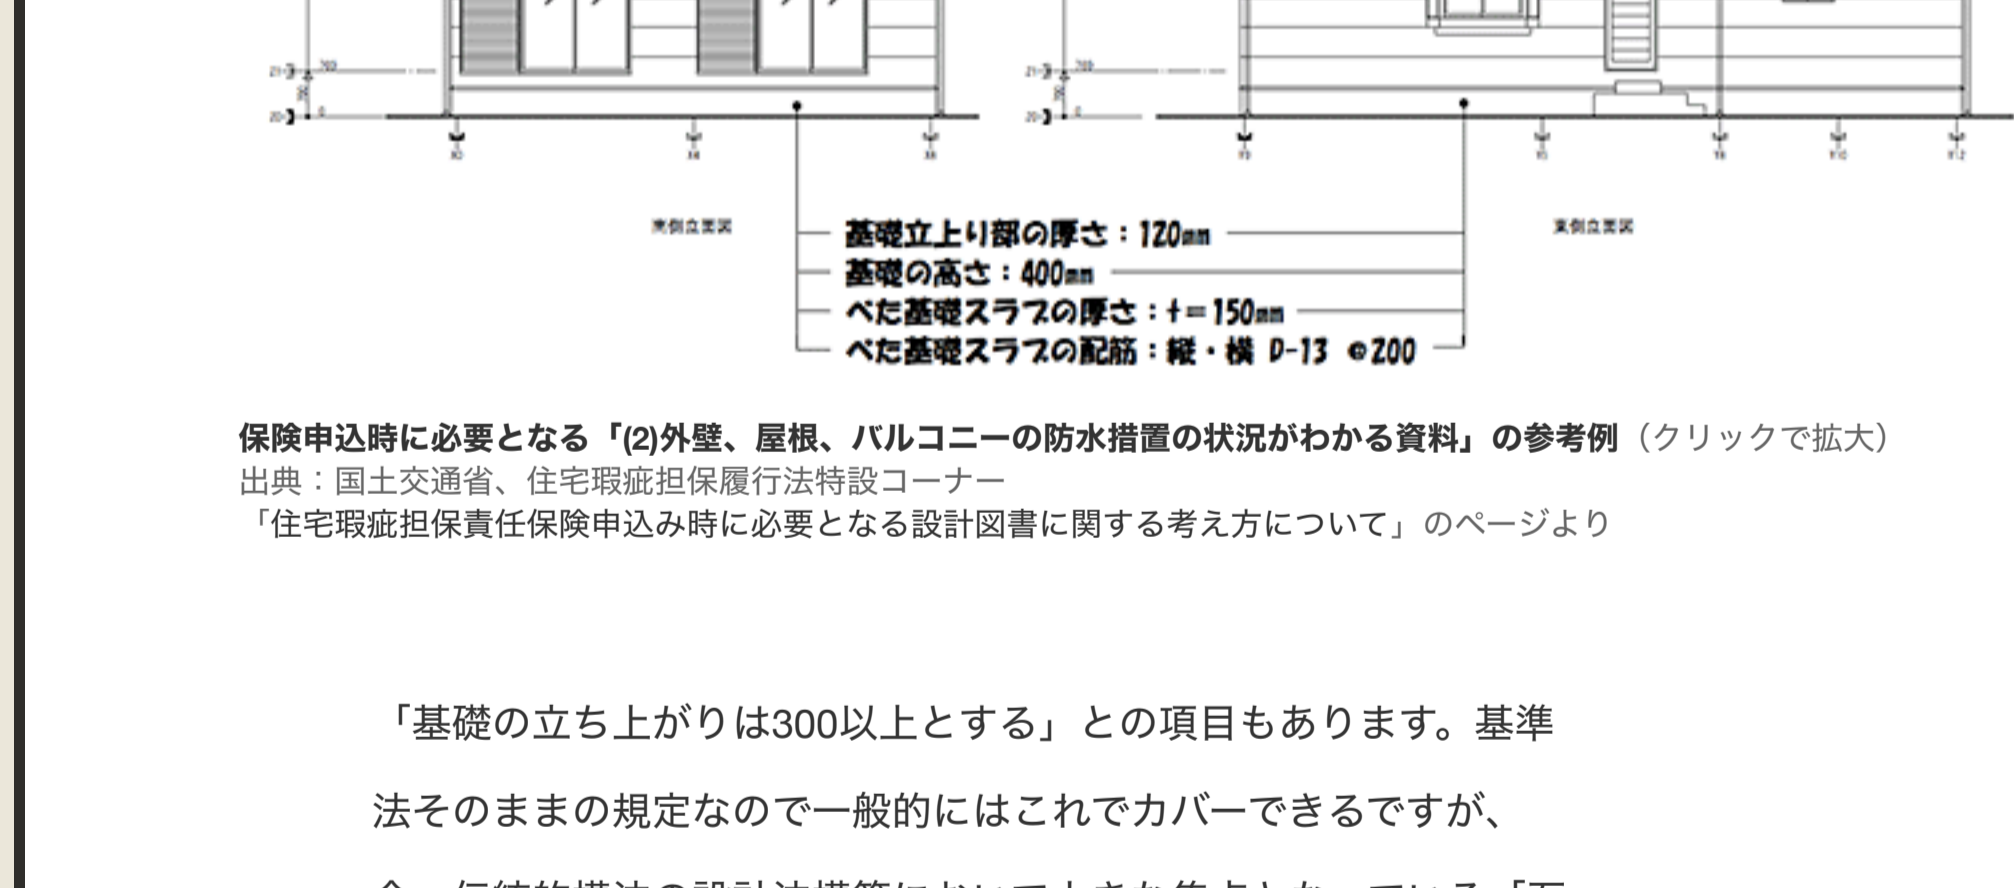 東側立面図
東側立面図
基礎立上り部の厚さ：120mm
基礎の高さ：400mm
べた基礎スラブの厚さ：t＝150mm
べた基礎スラブの配筋：縦・横 D-13 @200
保険申込時に必要となる「(2)外壁、屋根、バルコニーの防水措置の状況がわかる資料」の参考例（クリックで拡大）
出典：国土交通省、住宅瑕疵担保履行法特設コーナー
「住宅瑕疵担保責任保険申込み時に必要となる設計図書に関する考え方について」のページより
「基礎の立ち上がりは300以上とする」との項目もあります。基準
法そのままの規定なので一般的にはこれでカバーできるですが、